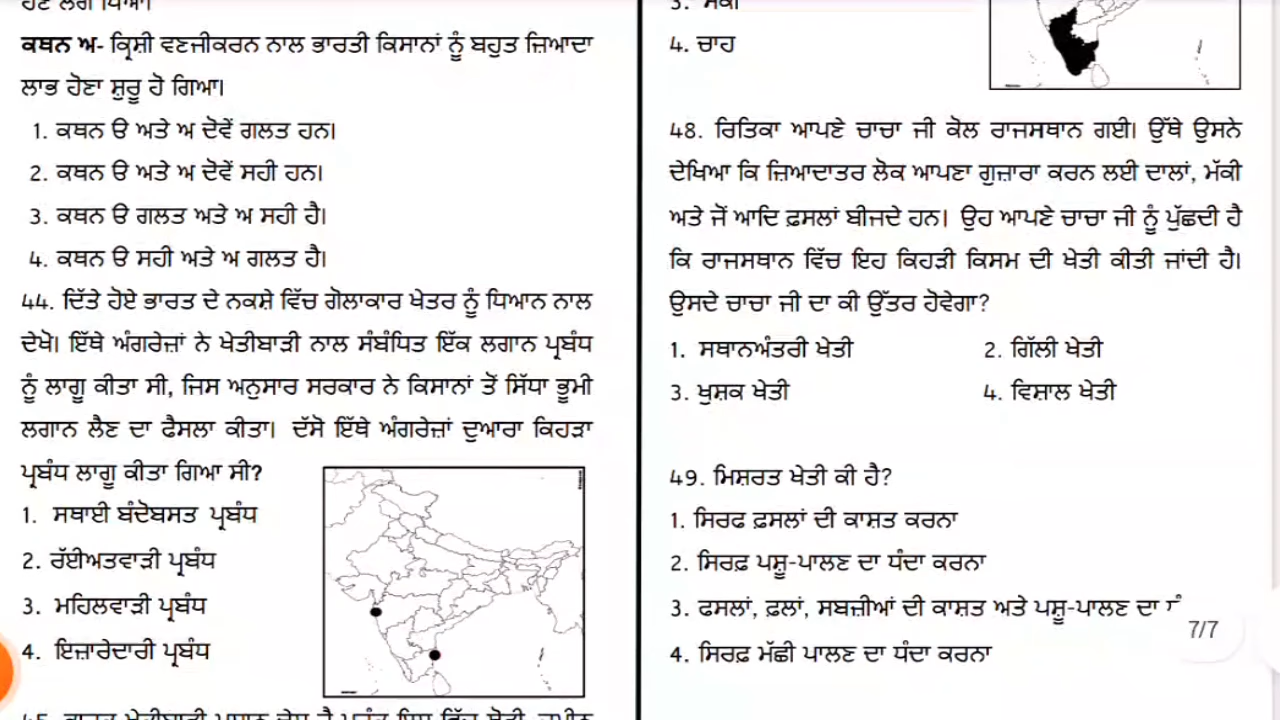 ਕਥਨ ਅ- ਕ੍ਰਿਸ਼ੀ ਵਣਜੀਕਰਨ ਨਾਲ ਭਾਰਤੀ ਕਿਸਾਨਾਂ ਨੂੰ ਬਹੁਤ ਜ਼ਿਆਦਾ
ਲਾਭ ਹੋਣਾ ਸ਼ੁਰੂ ਹੋ ਗਿਆ।
1. ਕਥਨ ੳ ਅਤੇ ਅ ਦੋਵੇਂ ਗਲਤ ਹਨ।
2. ਕਥਨ ੳ ਅਤੇ ਅ ਦੋਵੇਂ ਸਹੀ ਹਨ।
3. ਕਥਨ ੳ ਗਲਤ ਅਤੇ ਅ ਸਹੀ ਹੈ।
4. ਕਥਨ ੳ ਸਹੀ ਅਤੇ ਅ ਗਲਤ ਹੈ।
44. ਦਿੱਤੇ ਹੋਏ ਭਾਰਤ ਦੇ ਨਕਸ਼ੇ ਵਿੱਚ ਗੋਲਾਕਾਰ ਖੇਤਰ ਨੂੰ ਧਿਆਨ ਨਾਲ
ਦੇਖੋ। ਇੱਥੇ ਅੰਗਰੇਜ਼ਾਂ ਨੇ ਖੇਤੀਬਾੜੀ ਨਾਲ ਸੰਬੰਧਿਤ ਇੱਕ ਲਗਾਨ ਪ੍ਰਬੰਧ
ਨੂੰ ਲਾਗੂ ਕੀਤਾ ਸੀ, ਜਿਸ ਅਨੁਸਾਰ ਸਰਕਾਰ ਨੇ ਕਿਸਾਨਾਂ ਤੋਂ ਸਿੱਧਾ ਭੂਮੀ
ਲਗਾਨ ਲੈਣ ਦਾ ਫੈਸਲਾ ਕੀਤਾ। ਦੱਸੋ ਇੱਥੇ ਅੰਗਰੇਜ਼ਾਂ ਦੁਆਰਾ ਕਿਹੜਾ
ਪ੍ਰਬੰਧ ਲਾਗੂ ਕੀਤਾ ਗਿਆ ਸੀ?
1. ਸਥਾਈ ਬੰਦੋਬਸਤ ਪ੍ਰਬੰਧ
2. ਰੱਈਅਤਵਾੜੀ ਪ੍ਰਬੰਧ
3. ਮਹਿਲਵਾੜੀ ਪ੍ਰਬੰਧ
4. ਇਜ਼ਾਰੇਦਾਰੀ ਪ੍ਰਬੰਧ
4. ਚਾਹ
48. ਰਿਤਿਕਾ ਆਪਣੇ ਚਾਚਾ ਜੀ ਕੋਲ ਰਾਜਸਥਾਨ ਗਈ। ਉੱਥੇ ਉਸਨੇ
ਦੇਖਿਆ ਕਿ ਜ਼ਿਆਦਾਤਰ ਲੋਕ ਆਪਣਾ ਗੁਜ਼ਾਰਾ ਕਰਨ ਲਈ ਦਾਲਾਂ, ਮੱਕੀ
ਅਤੇ ਜੋਂ ਆਦਿ ਫ਼ਸਲਾਂ ਬੀਜਦੇ ਹਨ। ਉਹ ਆਪਣੇ ਚਾਚਾ ਜੀ ਨੂੰ ਪੁੱਛਦੀ ਹੈ
ਕਿ ਰਾਜਸਥਾਨ ਵਿੱਚ ਇਹ ਕਿਹੜੀ ਕਿਸਮ ਦੀ ਖੇਤੀ ਕੀਤੀ ਜਾਂਦੀ ਹੈ।
ਉਸਦੇ ਚਾਚਾ ਜੀ ਦਾ ਕੀ ਉੱਤਰ ਹੋਵੇਗਾ?
1. ਸਥਾਨਅੰਤਰੀ ਖੇਤੀ 2. ਗਿੱਲੀ ਖੇਤੀ
3. ਖੁਸ਼ਕ ਖੇਤੀ 4. ਵਿਸ਼ਾਲ ਖੇਤੀ
49. ਮਿਸ਼ਰਤ ਖੇਤੀ ਕੀ ਹੈ?
1. ਸਿਰਫ ਫ਼ਸਲਾਂ ਦੀ ਕਾਸ਼ਤ ਕਰਨਾ
2. ਸਿਰਫ਼ ਪਸ਼ੂ-ਪਾਲਣ ਦਾ ਧੰਦਾ ਕਰਨਾ
3. ਫਸਲਾਂ, ਫ਼ਲਾਂ, ਸਬਜ਼ੀਆਂ ਦੀ ਕਾਸ਼ਤ ਅਤੇ ਪਸ਼ੂ-ਪਾਲਣ ਦਾ
7/7
4. ਸਿਰਫ਼ ਮੱਛੀ ਪਾਲਣ ਦਾ ਧੰਦਾ ਕਰਨਾ